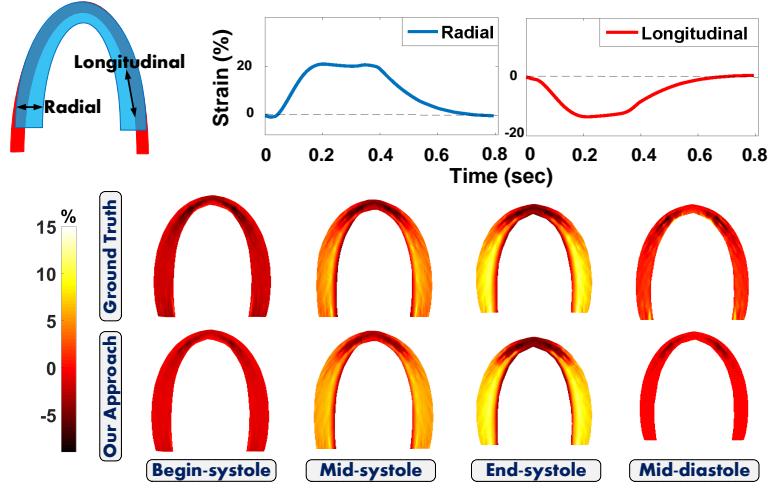 Longitudinal
Radial
Strain (%)
20
0
Radial
0
0.2
0.4
0.6
0.8
0
-20
Longitudinal
0
0.2
0.4
0.6
0.8
Time (sec)
%
15
10
5
0
-5
Ground Truth
Our Approach
Begin-systole
Mid-systole
End-systole
Mid-diastole